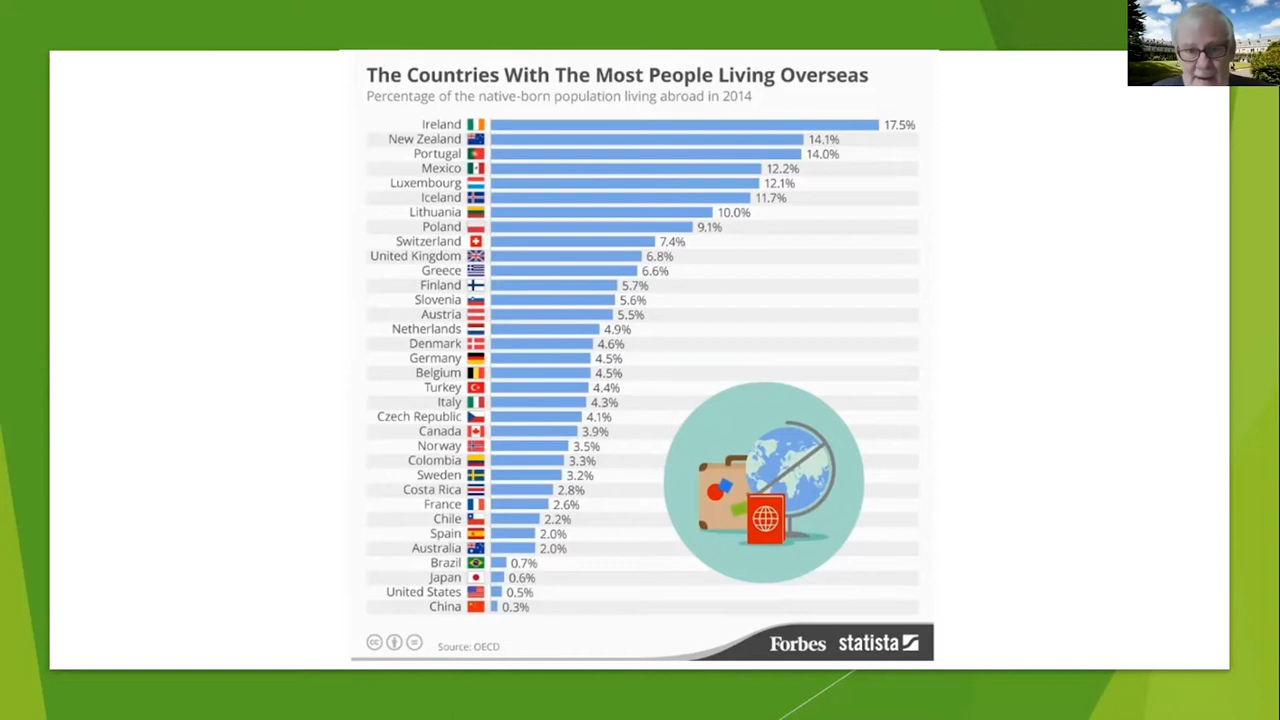 The Countries With The Most People Living Overseas
Percentage of the native-born population living abroad in 2014
Ireland 17.5%
New Zealand 14.1%
Portugal 14.0%
Mexico 12.2%
Luxembourg 12.1%
Iceland 11.7%
Lithuania 10.0%
Poland 9.1%
Switzerland 7.4%
United Kingdom 6.8%
Greece 6.6%
Finland 5.7%
Slovenia 5.6%
Austria 5.5%
Netherlands 4.9%
Denmark 4.6%
Germany 4.5%
Belgium 4.5%
Turkey 4.4%
Italy 4.3%
Czech Republic 4.1%
Canada 3.9%
Norway 3.5%
Colombia 3.3%
Sweden 3.2%
Costa Rica 2.8%
France 2.6%
Chile 2.2%
Spain 2.0%
Australia 2.0%
Brazil 0.7%
Japan 0.6%
United States 0.5%
China 0.3%
cc Source: OECD Forbes statista